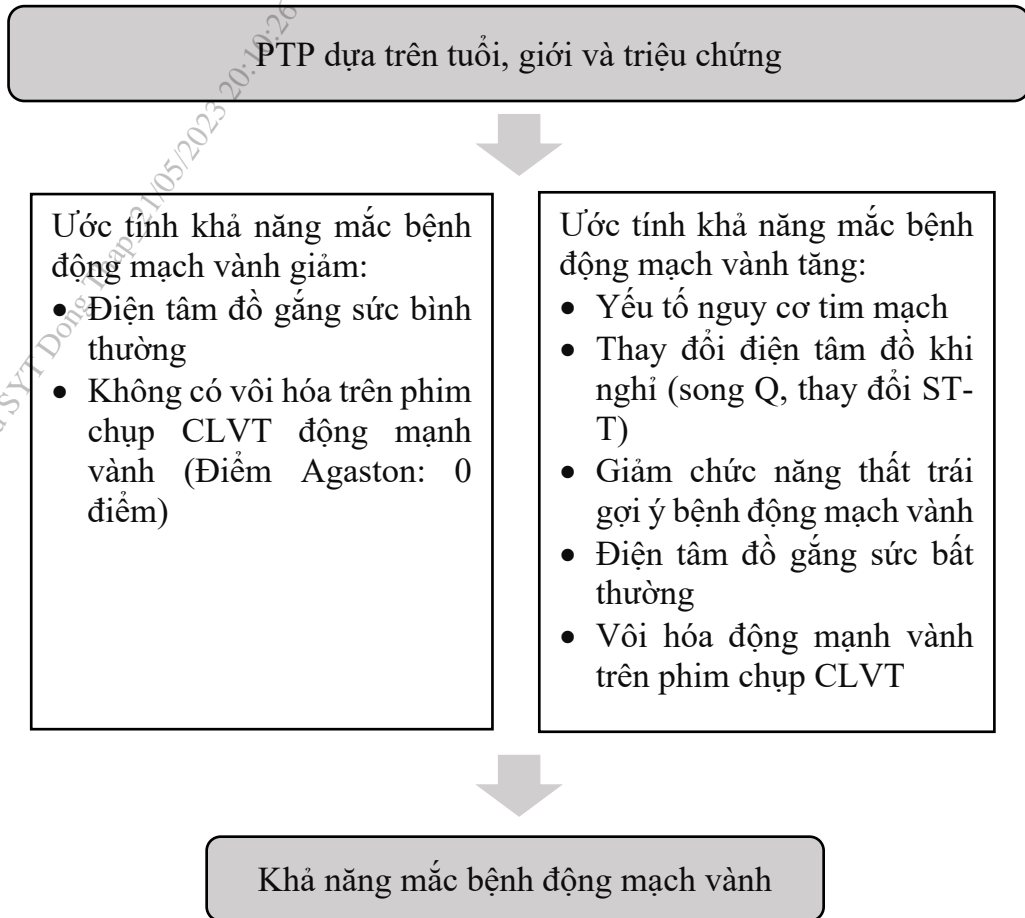 PTP dựa trên tuổi, giới và triệu chứng
Ước tính khả năng mắc bệnh
động mạch vành giảm:
• Điện tâm đồ gắng sức bình
thường
• Không có vôi hóa trên phim
chụp CLVT động mạnh
vành (Điểm Agaston: 0
điểm)
Ước tính khả năng mắc bệnh
động mạch vành tăng:
• Yếu tố nguy cơ tim mạch
• Thay đổi điện tâm đồ khi
nghỉ (song Q, thay đổi ST-
T)
• Giảm chức năng thất trái
gợi ý bệnh động mạch vành
• Điện tâm đồ gắng sức bất
thường
• Vôi hóa động mạnh vành
trên phim chụp CLVT
Khả năng mắc bệnh động mạch vành